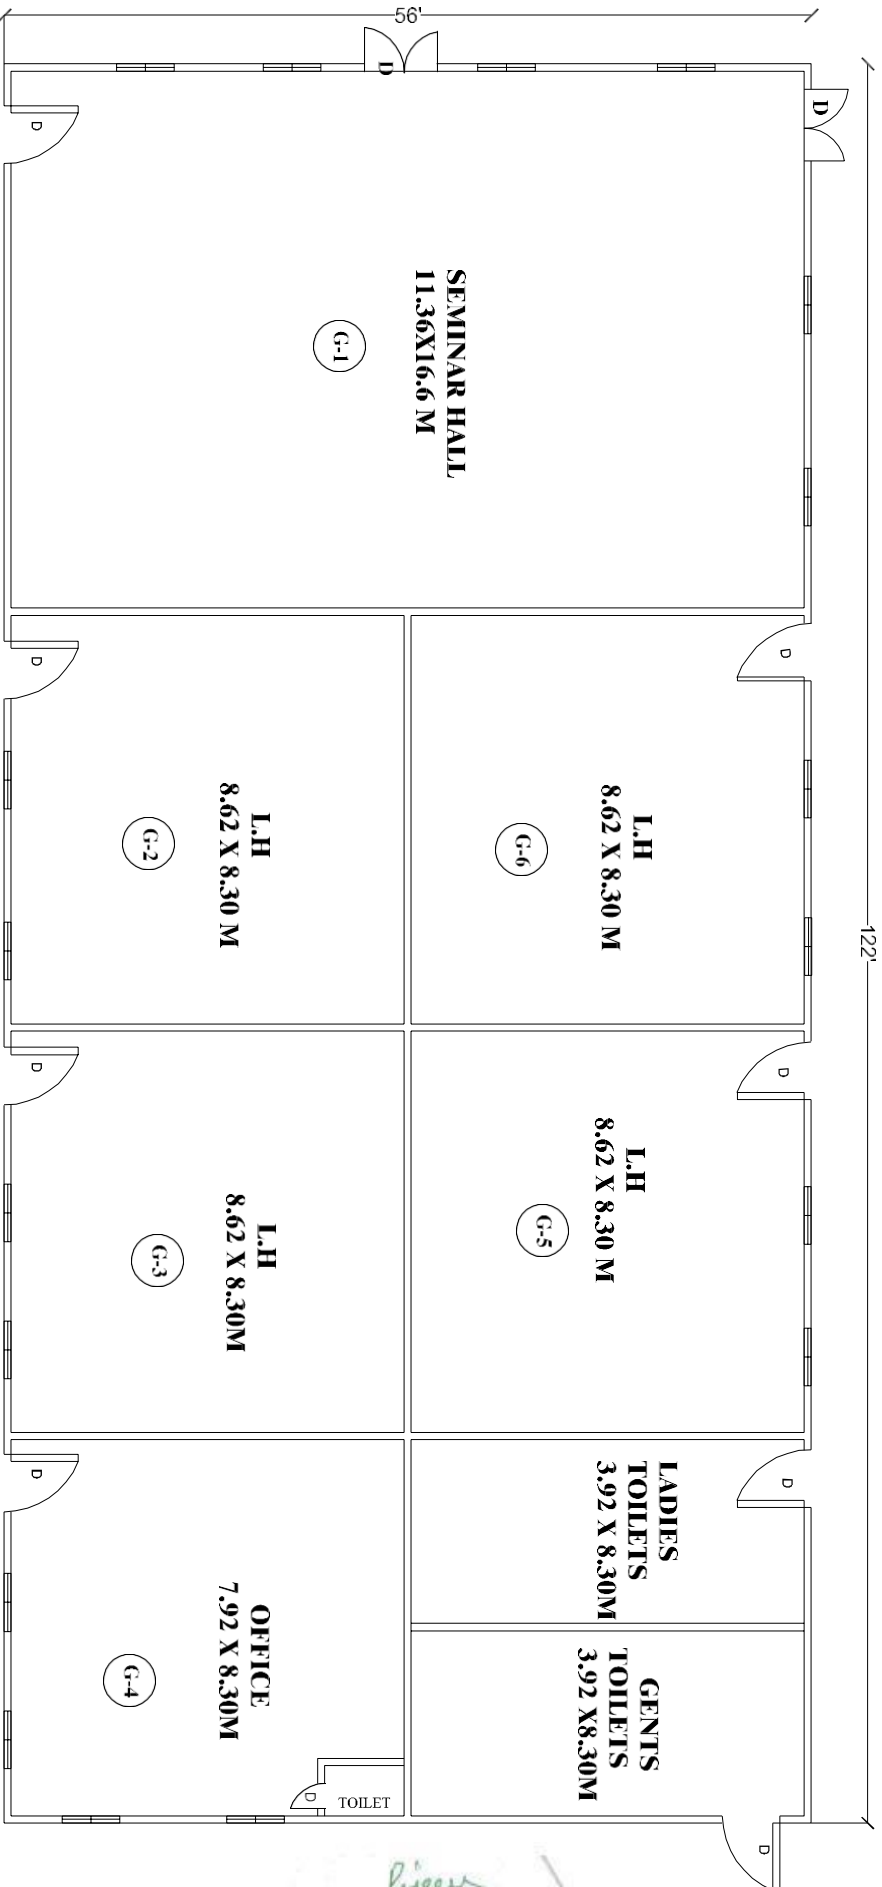 56'
D
D
D
122'
SEMINAR HALL
11.36X16.6 M
G-1
D
D
L.H
8.62 X 8.30 M
G-2
L.H
8.62 X 8.30 M
G-6
D
D
L.H
8.62 X 8.30M
G-3
L.H
8.62 X 8.30 M
G-5
D
D
OFFICE
7.92 X 8.30M
G-4
LADIES
TOILETS
3.92 X 8.30M
GENTS
TOILETS
3.92 X8.30M
D
TOILET
D